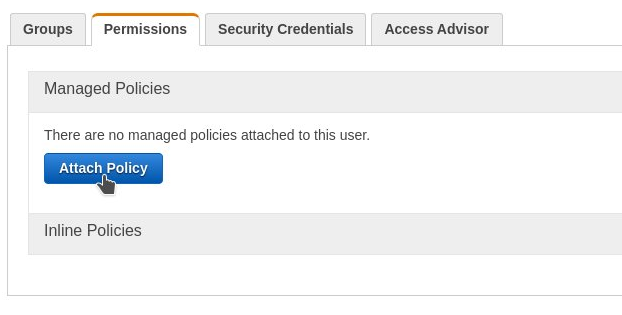 Groups Permissions Security Credentials Access Advisor
Managed Policies
There are no managed policies attached to this user.
Attach Policy
Inline Policies